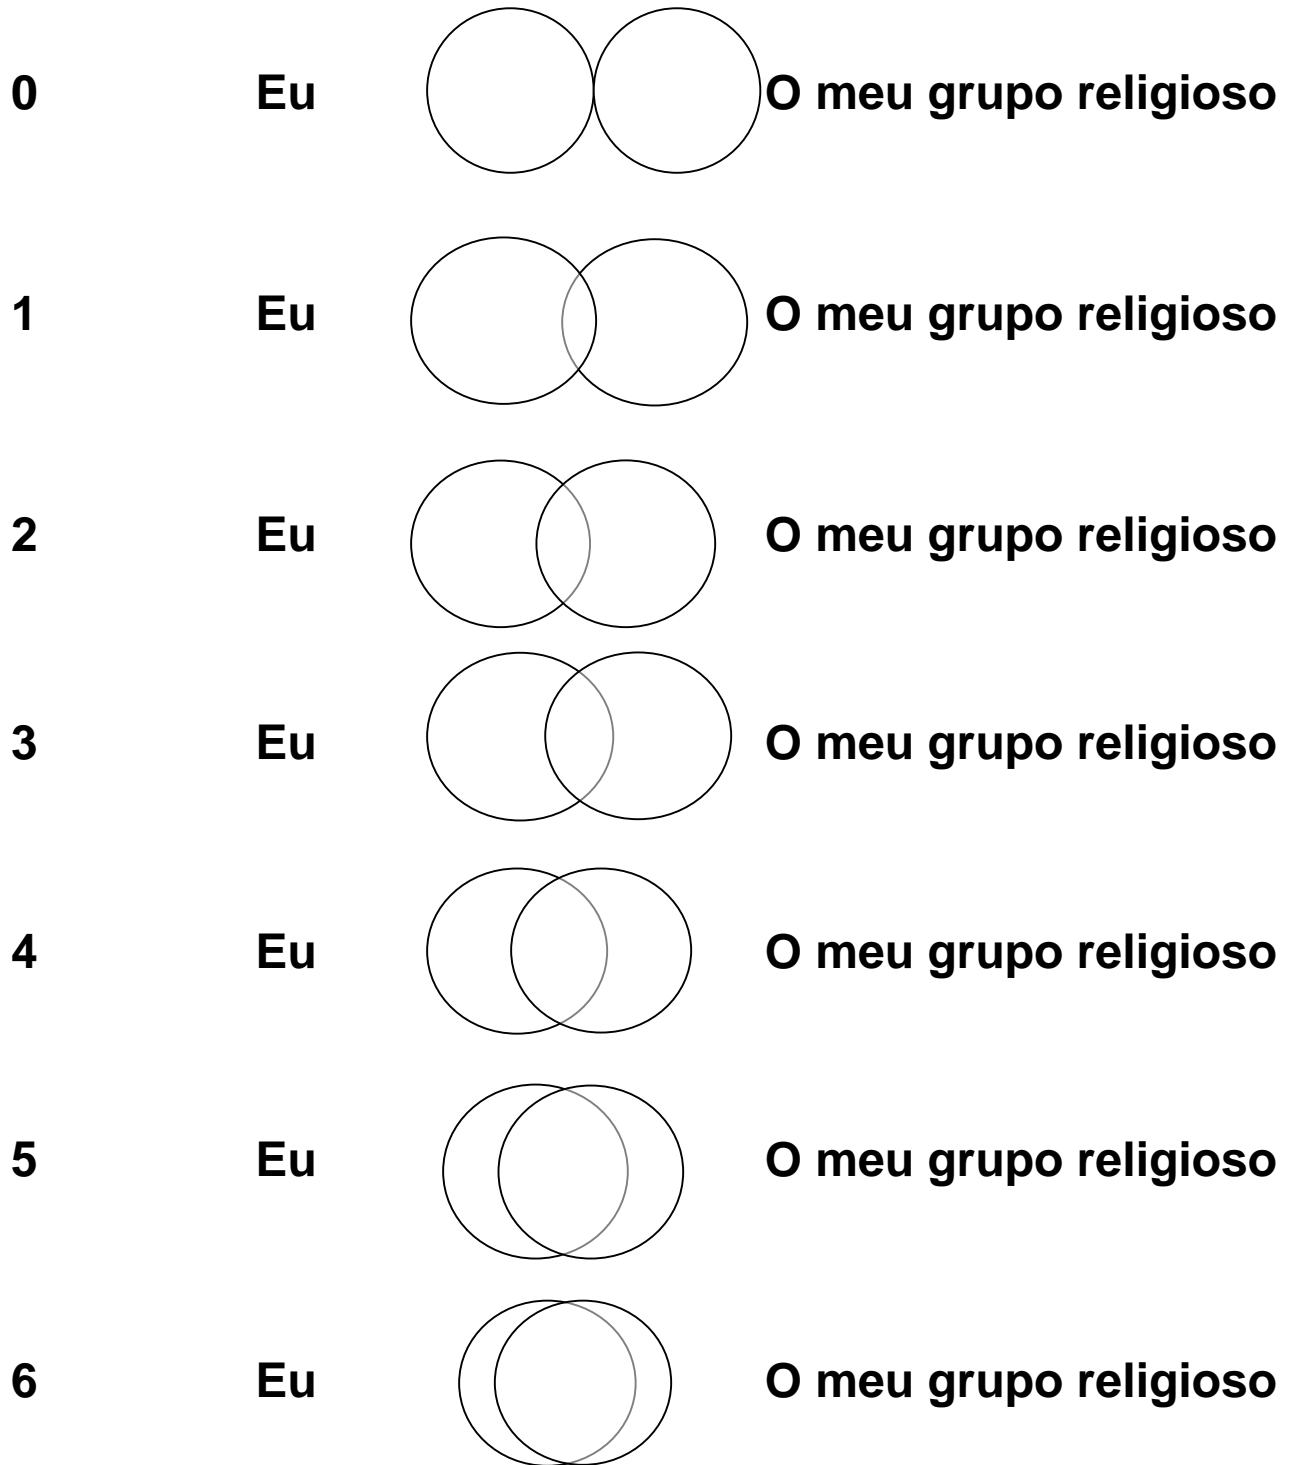 0 Eu O meu grupo religioso
1 Eu O meu grupo religioso
2 Eu O meu grupo religioso
3 Eu O meu grupo religioso
4 Eu O meu grupo religioso
5 Eu O meu grupo religioso
6 Eu O meu grupo religioso